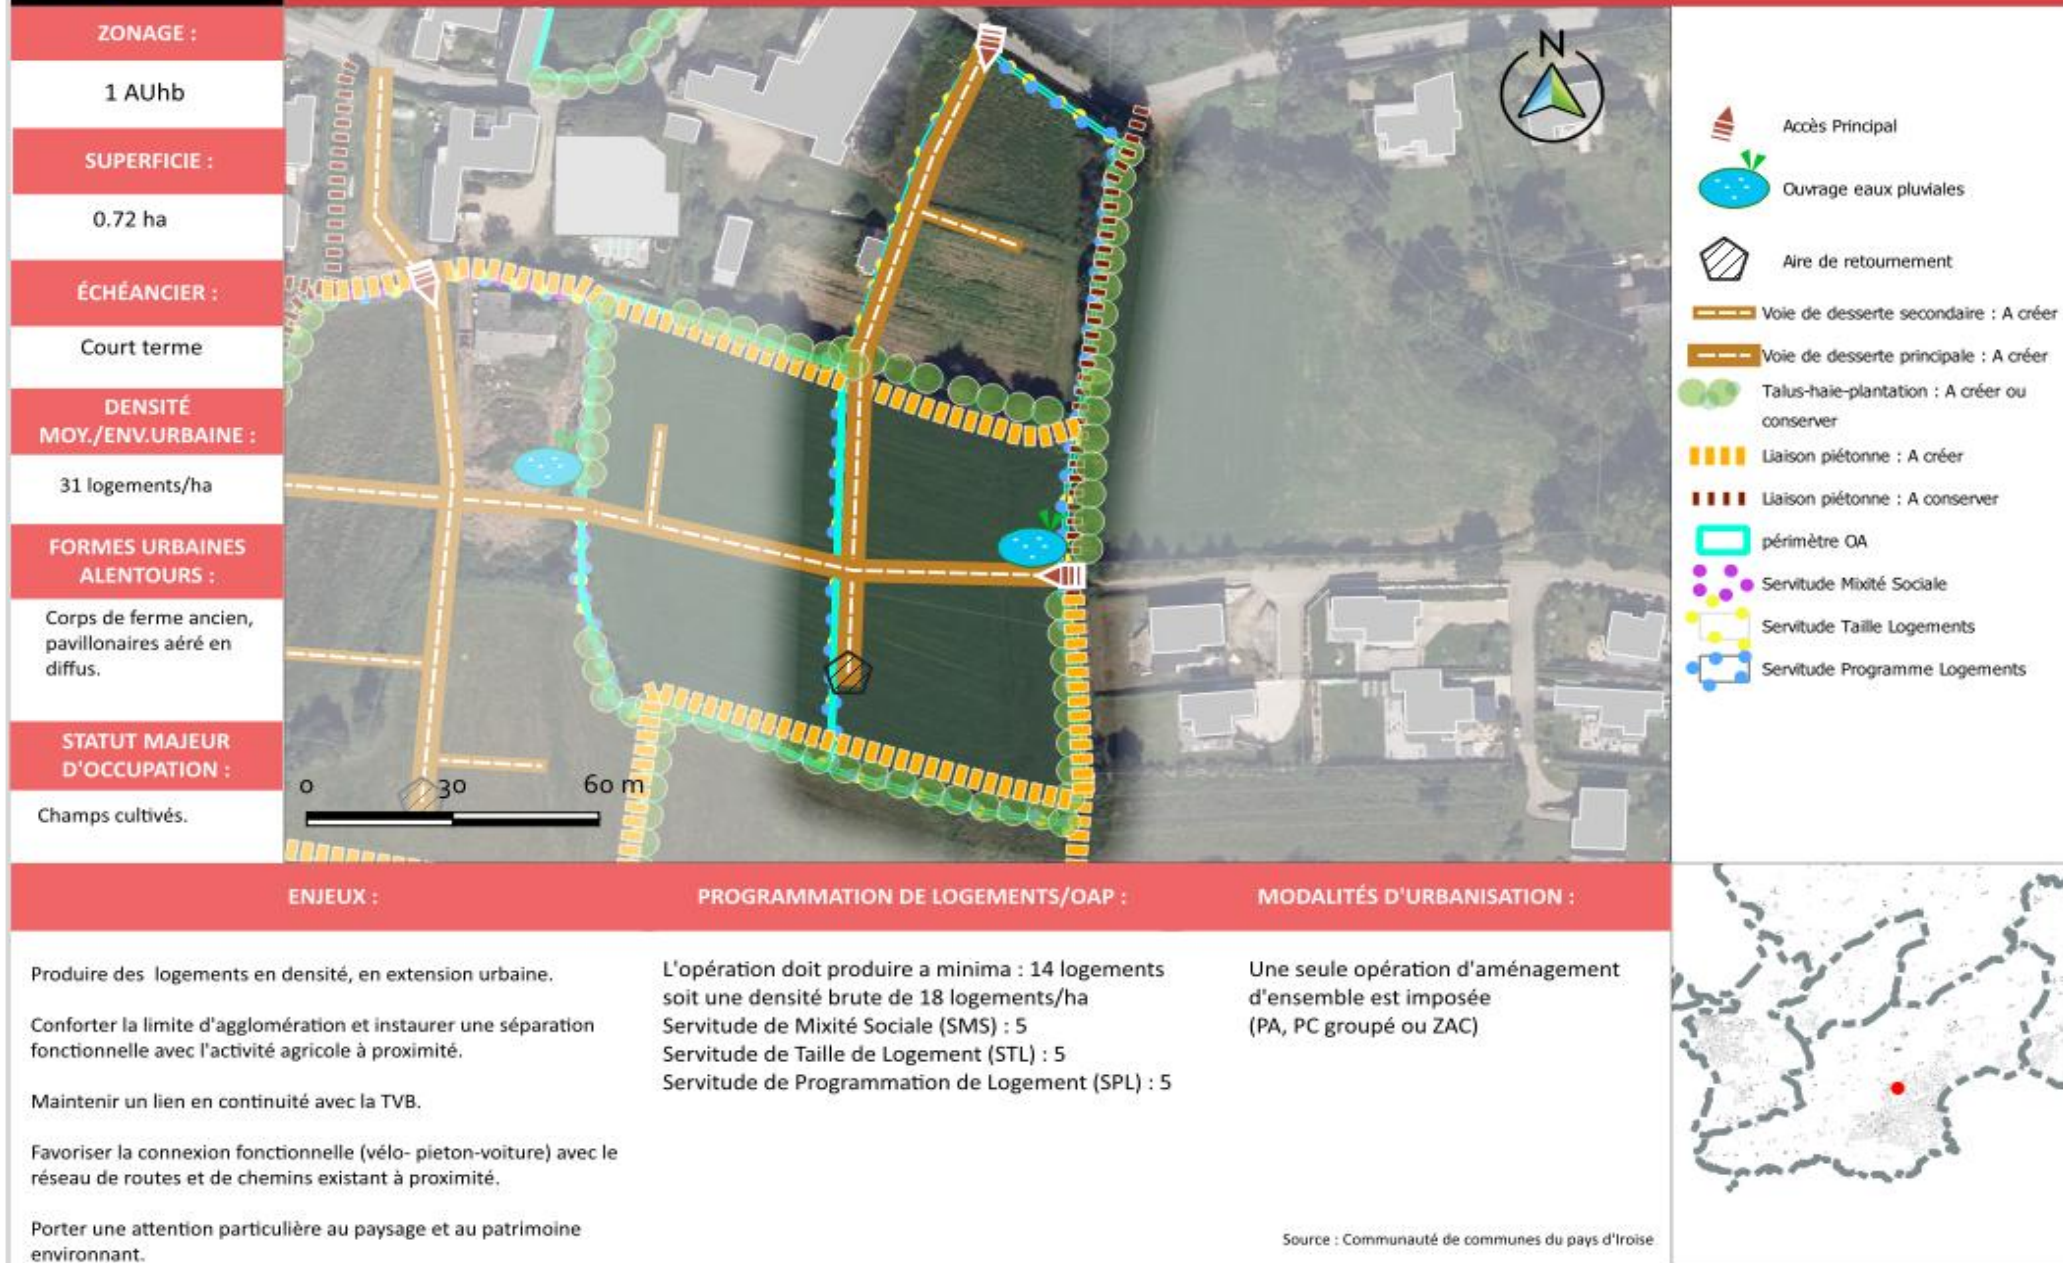 ZONAGE :
1 AUhb
SUPERFICIE :
0.72 ha
ÉCHÉANCIER :
Court terme
DENSITÉ
MOY./ENV.URBAINE :
31 logements/ha
FORMES URBAINES
ALENTOURS :
Corps de ferme ancien,
pavillonaires aéré en
diffus.
STATUT MAJEUR
D'OCCUPATION :
Champs cultivés.
N
0 30 60 m
Accès Principal
Ouvrage eaux pluviales
Aire de retournement
Voie de desserte secondaire : A créer
Voie de desserte principale : A créer
Talus-haie-plantation : A créer ou
conserver
Liaison piétonne : A créer
Liaison piétonne : A conserver
périmètre OA
Servitude Mixité Sociale
Servitude Taille Logements
Servitude Programme Logements
ENJEUX :
Produire des logements en densité, en extension urbaine.
Conforter la limite d'agglomération et instaurer une séparation
fonctionnelle avec l'activité agricole à proximité.
Maintenir un lien en continuité avec la TVB.
Favoriser la connexion fonctionnelle (vélo- pieton-voiture) avec le
réseau de routes et de chemins existant à proximité.
Porter une attention particulière au paysage et au patrimoine
environnant.
PROGRAMMATION DE LOGEMENTS/OAP :
L'opération doit produire a minima : 14 logements
soit une densité brute de 18 logements/ha
Servitude de Mixité Sociale (SMS) : 5
Servitude de Taille de Logement (STL) : 5
Servitude de Programmation de Logement (SPL) : 5
MODALITÉS D'URBANISATION :
Une seule opération d'aménagement
d'ensemble est imposée
(PA, PC groupé ou ZAC)
Source : Communauté de communes du pays d'Iroise